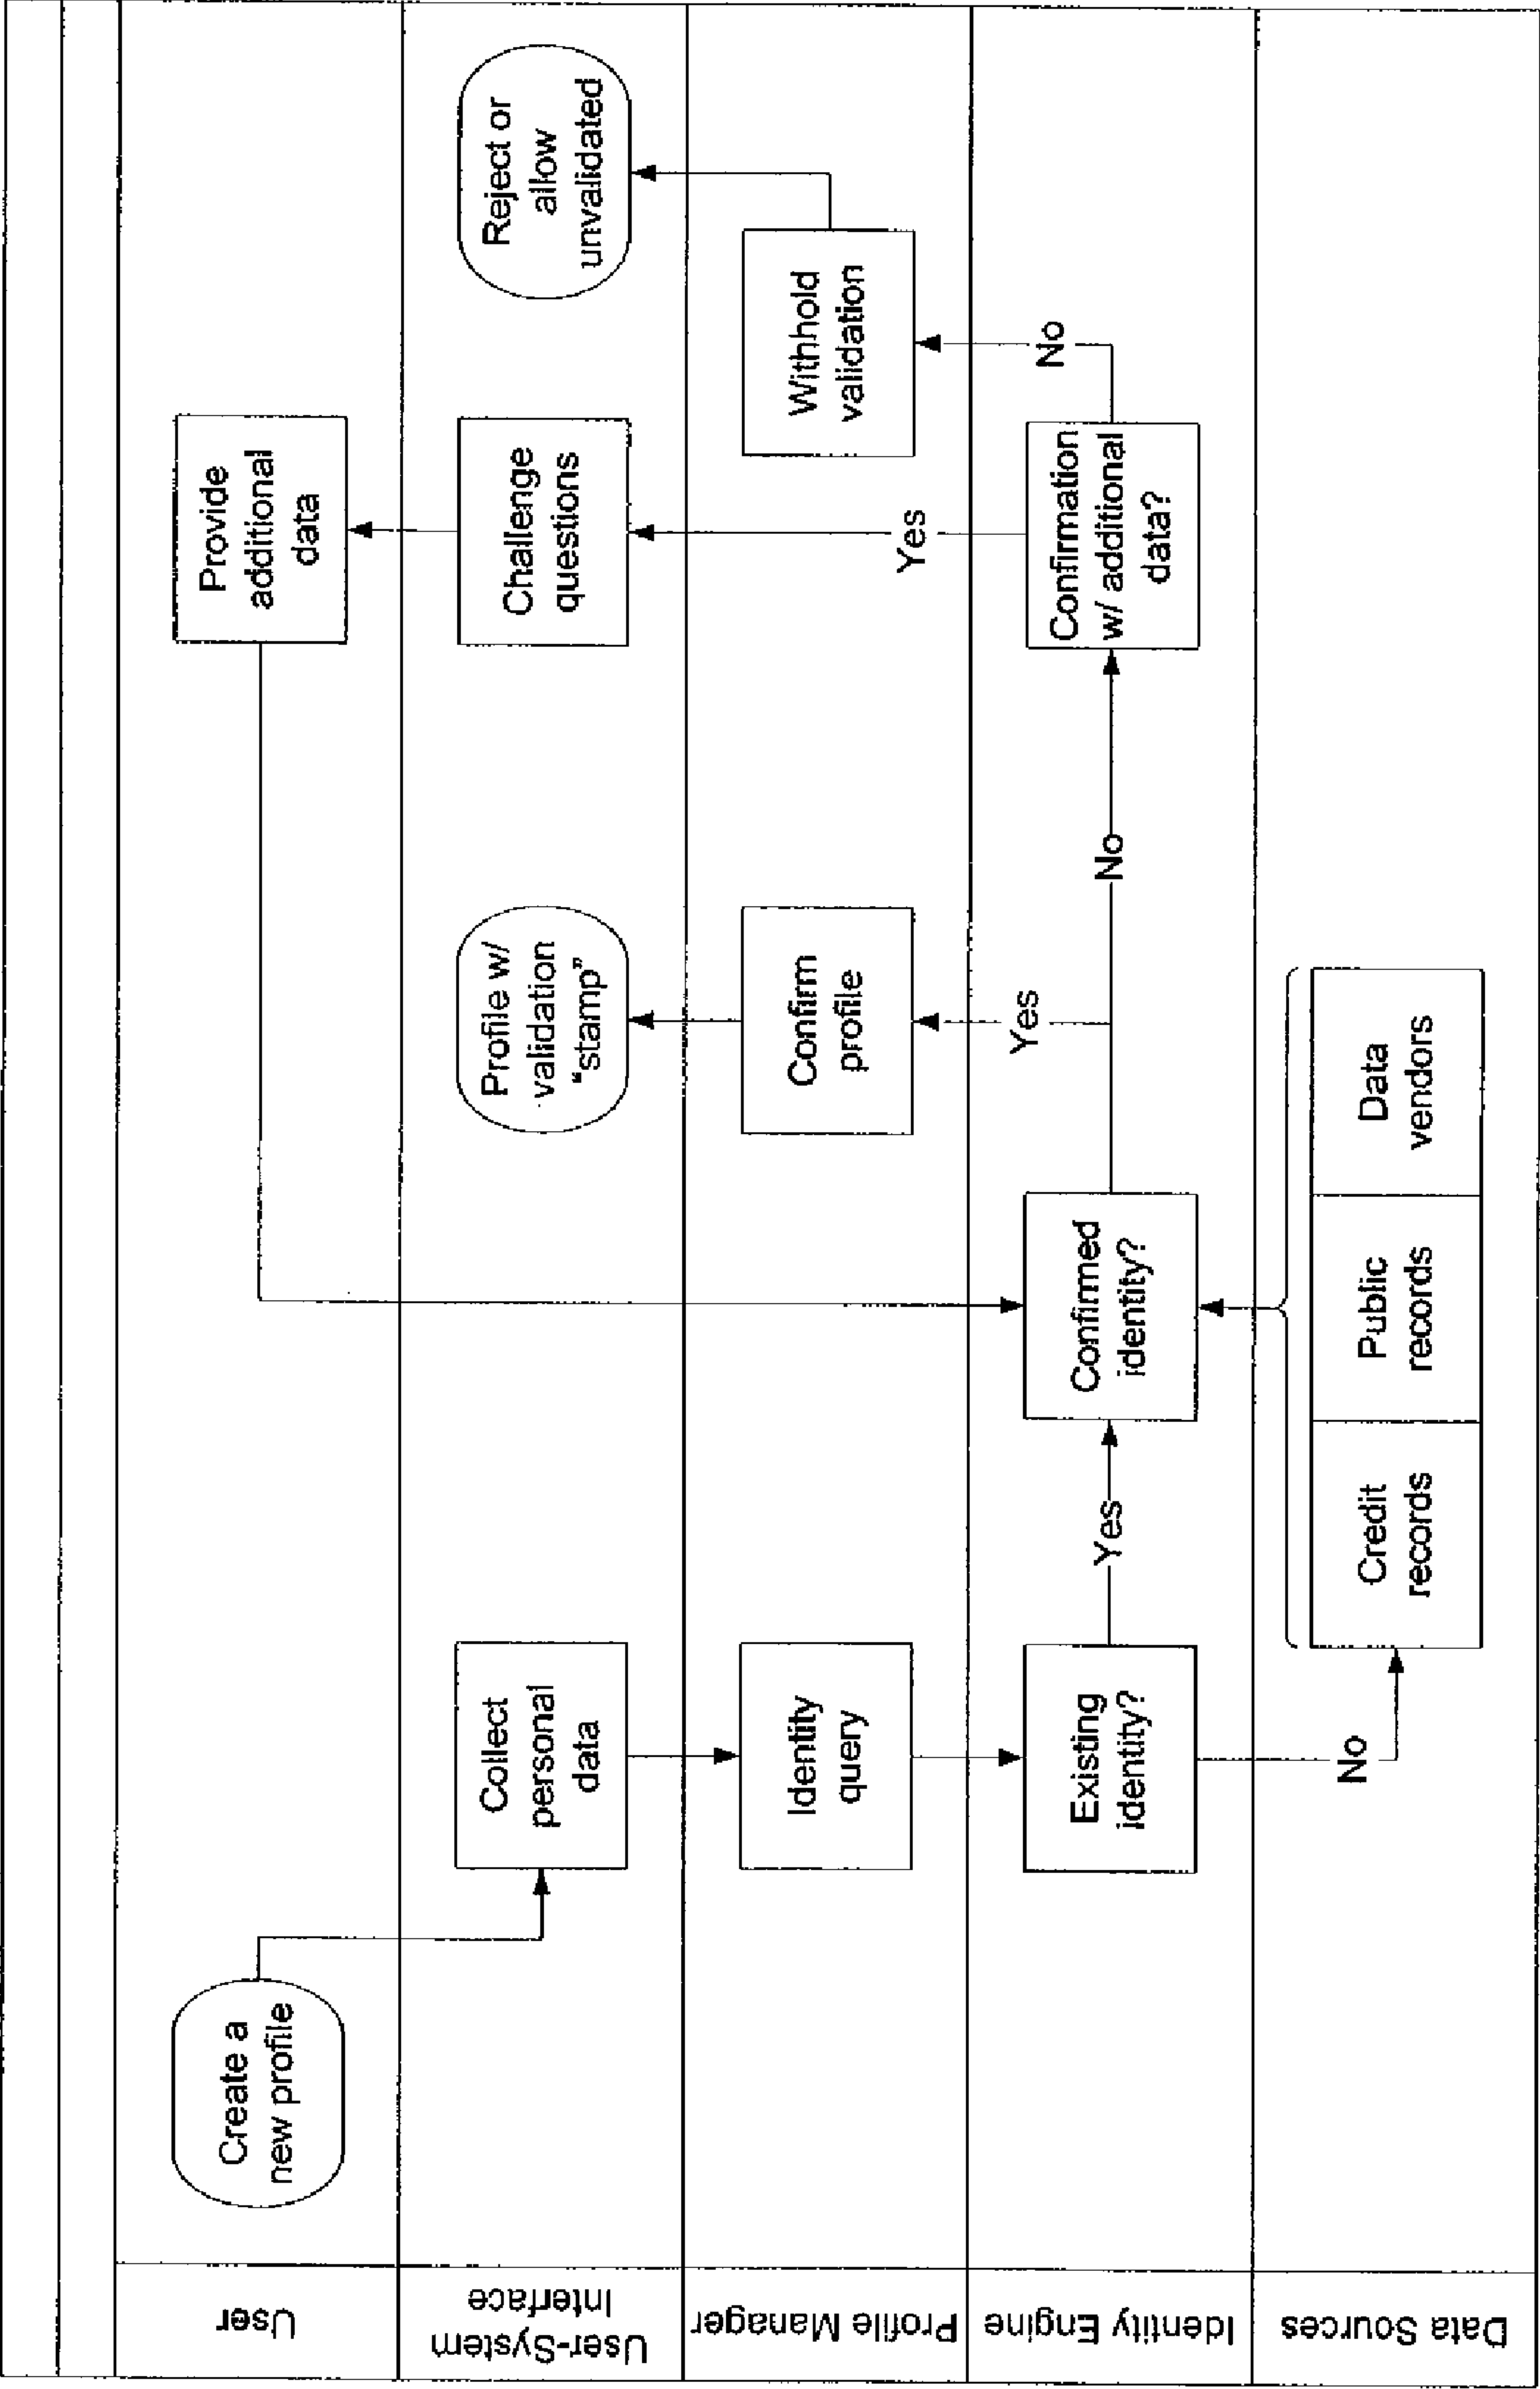 User
User-System
Interface
Profile Manager
Identity Engine
Data Sources
Create a
new profile
Provide
additional
data
Collect
personal
data
Profile w/
validation
"stamp"
Challenge
questions
Reject or
allow
unvalidated
Identity
query
Confirm
profile
Withhold
validation
Existing
identity?
Yes
Confirmed
identity?
Yes
No
Confirmation
w/ additional
data?
Yes
No
No
Credit
records
Public
records
Data
vendors